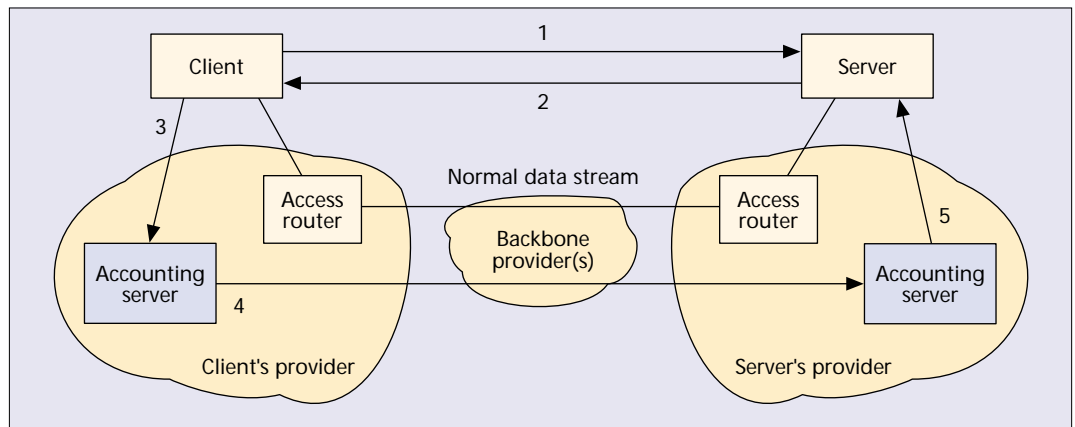 1
Client
Server
2
3
Normal data stream
Access
router
Access
router
5
Backbone
provider(s)
Accounting
server
Accounting
server
4
Client's provider
Server's provider